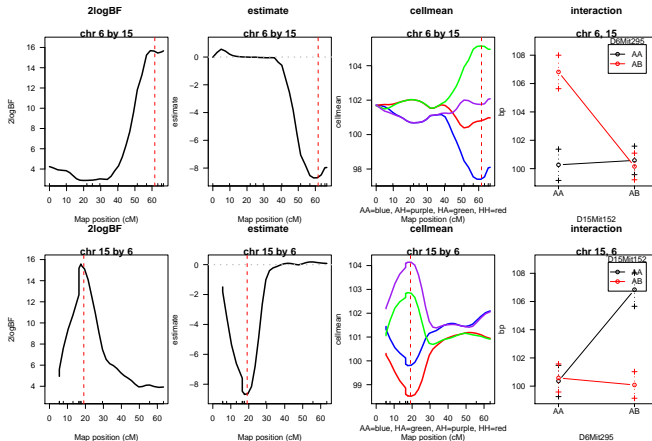 2logBF
estimate
cellmean
interaction
chr 6 by 15
chr 6 by 15
chr 6 by 15
chr 6, 15
2logBF
4
6
8
10
12
14
16
0
10
20
30
40
50
60
Map position (cM)
estimate
−8
−6
−4
−2
0
0
10
20
30
40
50
60
Map position (cM)
cellmean
98
100
102
104
0
10
20
30
40
50
60
Map position (cM)
AA=blue, AH=purple, HA=green, HH=red
bp
100
102
104
106
108
D6Mit295
AA
AB
AA
AB
D15Mit152
2logBF
estimate
cellmean
interaction
chr 15 by 6
chr 15 by 6
chr 15 by 6
chr 15, 6
2logBF
4
6
8
10
12
14
16
0
10
20
30
40
50
60
Map position (cM)
estimate
−8
−6
−4
−2
0
0
10
20
30
40
50
60
Map position (cM)
cellmean
99
100
101
102
103
104
0
10
20
30
40
50
60
Map position (cM)
AA=blue, HA=green, AH=purple, HH=red
bp
100
102
104
106
108
D15Mit152
AA
AB
AA
AB
D6Mit295